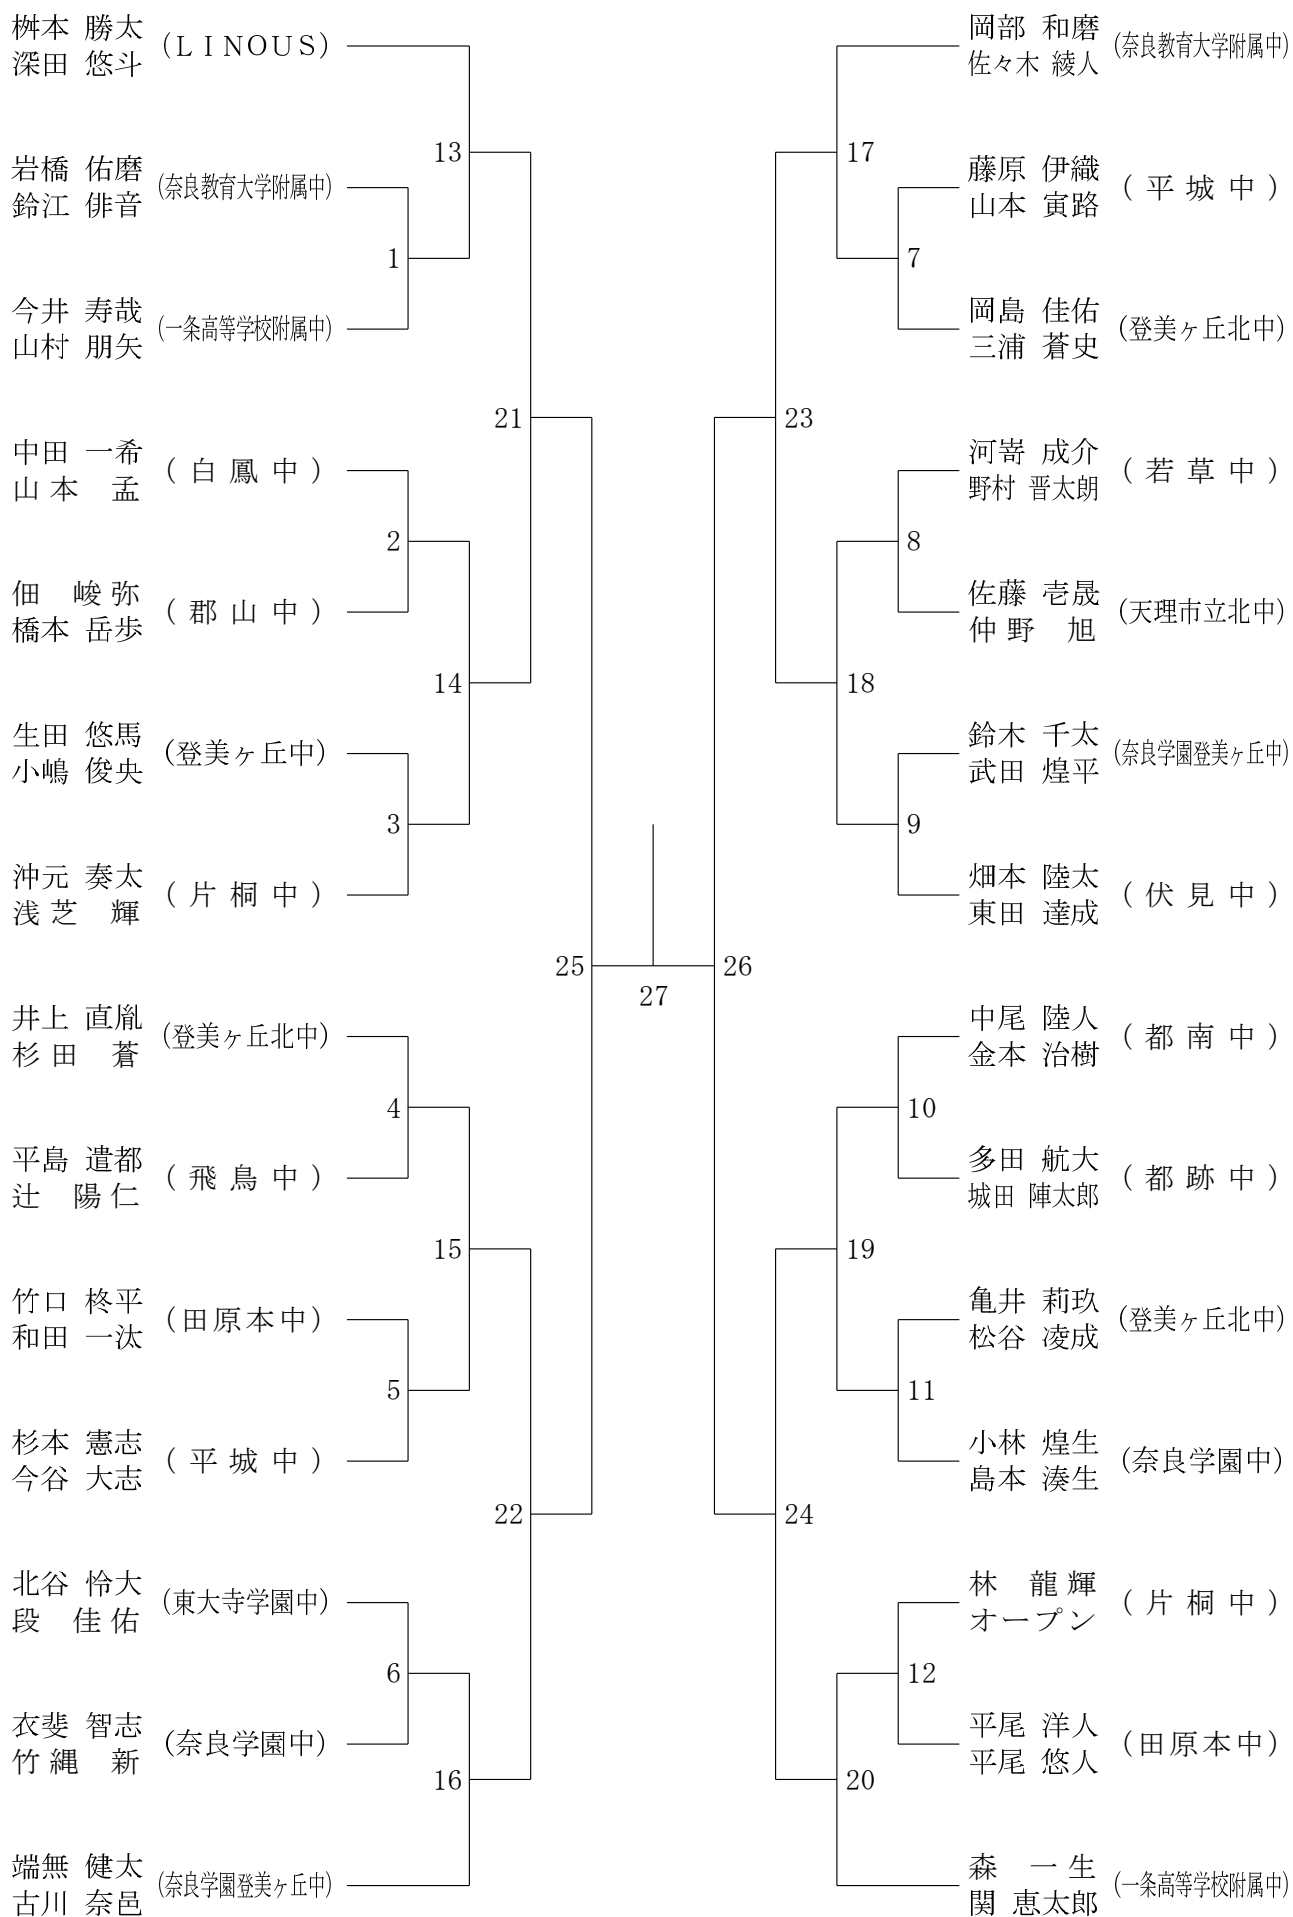 桝本 勝太
深田 悠斗
(ＬＩＮＯＵＳ)
岩橋 佑磨
鈴江 俳音
(奈良教育大学附属中)
今井 寿哉
山村 朋矢
(一条高等学校附属中)
中田 一希
山本 孟
(白鳳中)
佃 峻弥
橋本 岳歩
(郡山中)
生田 悠馬
小嶋 俊央
(登美ヶ丘中)
沖元 奏太
浅芝 輝
(片桐中)
井上 直胤
杉田 蒼
(登美ヶ丘北中)
平島 遣都
辻 陽仁
(飛鳥中)
竹口 柊平
和田 一汰
(田原本中)
杉本 憲志
今谷 大志
(平城中)
北谷 怜大
段 佳佑
(東大寺学園中)
衣斐 智志
竹縄 新
(奈良学園中)
端無 健太
古川 奈邑
(奈良学園登美ヶ丘中)
1
2
3
4
5
6
13
14
15
16
21
22
25
27
26
23
24
17
18
19
20
7
8
9
10
11
12
岡部 和磨
佐々木 綾人
(奈良教育大学附属中)
藤原 伊織
山本 寅路
(平城中)
岡島 佳佑
三浦 蒼史
(登美ヶ丘北中)
河嵜 成介
野村 晋太朗
(若草中)
佐藤 壱晟
仲野 旭
(天理市立北中)
鈴木 千太
武田 煌平
(奈良学園登美ヶ丘中)
畑本 陸太
東田 達成
(伏見中)
中尾 陸人
金本 治樹
(都南中)
多田 航大
城田 陣太郎
(都跡中)
亀井 莉玖
松谷 凌成
(登美ヶ丘北中)
小林 煌生
島本 湊生
(奈良学園中)
林 龍輝
オープン
(片桐中)
平尾 洋人
平尾 悠人
(田原本中)
森 一生
関 恵太郎
(一条高等学校附属中)